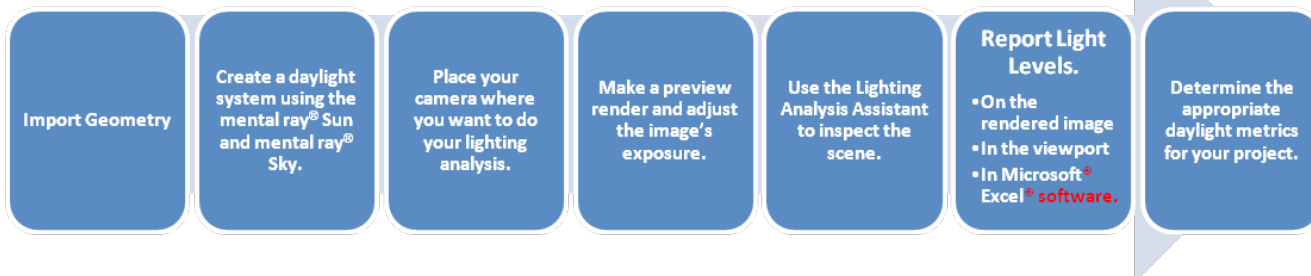 Import Geometry
Create a daylight
system using the
mental ray® Sun
and mental ray®
Sky.
Place your
camera where
you want to do
your lighting
analysis.
Make a preview
render and adjust
the image's
exposure.
Use the Lighting
Analysis Assistant
to inspect the
scene.
Report Light
Levels.
•On the
rendered image
•In the viewport
•In Microsoft®
Excel® software.
Determine the
appropriate
daylight metrics
for your project.